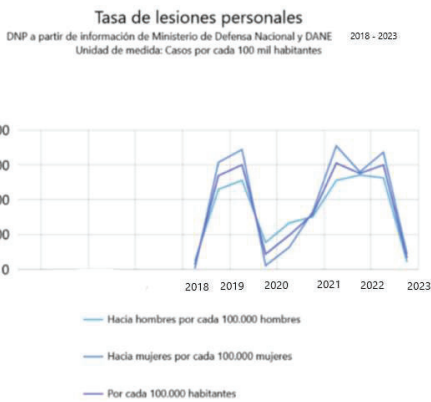 Tasa de lesiones personales
DNP a partir de información de Ministerio de Defensa Nacional y DANE 2018 - 2023
Unidad de medida: Casos por cada 100 mil habitantes
0
2018 2019 2020 2021 2022 2023
Hacia hombres por cada 100.000 hombres
Hacia mujeres por cada 100.000 mujeres
Por cada 100.000 habitantes